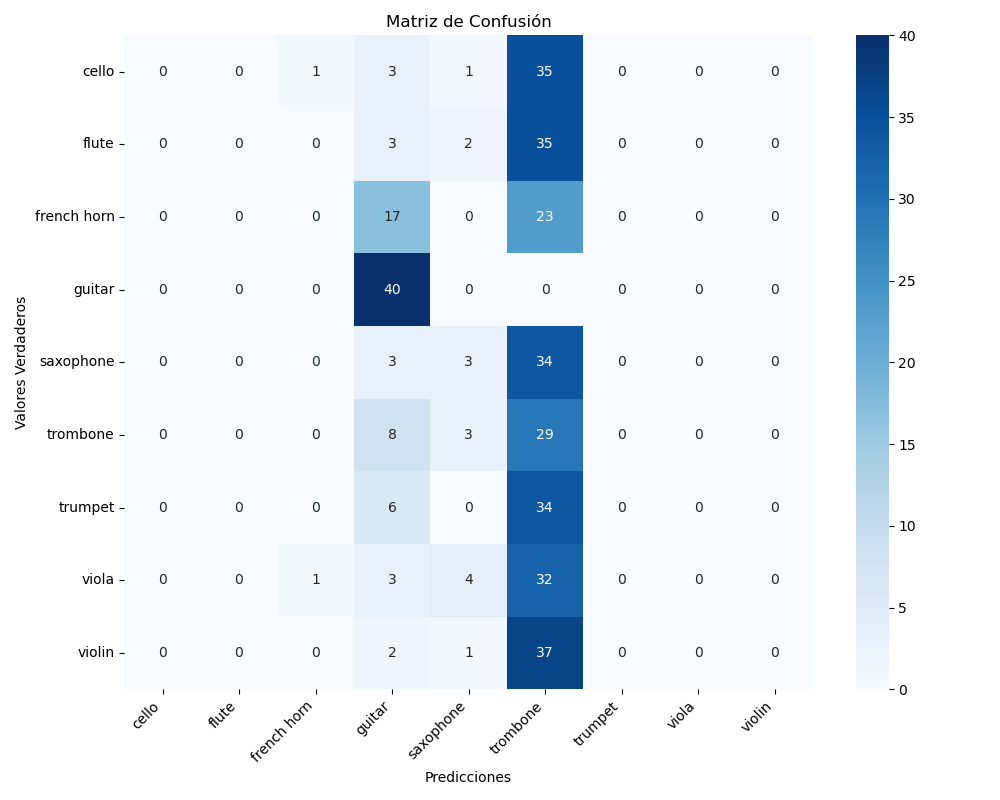 Matriz de Confusión
cello 0 0 1 3 1 35 0 0 0
flute 0 0 0 3 2 35 0 0 0
french horn 0 0 0 17 0 23 0 0 0
guitar 0 0 0 40 0 0 0 0 0
saxophone 0 0 0 3 3 34 0 0 0
trombone 0 0 0 8 3 29 0 0 0
trumpet 0 0 0 6 0 34 0 0 0
viola 0 0 1 3 4 32 0 0 0
violin 0 0 0 2 1 37 0 0 0
cello flute french horn guitar saxophone trombone trumpet viola violin
Predicciones
Valores Verdaderos
40
35
30
25
20
15
10
5
0